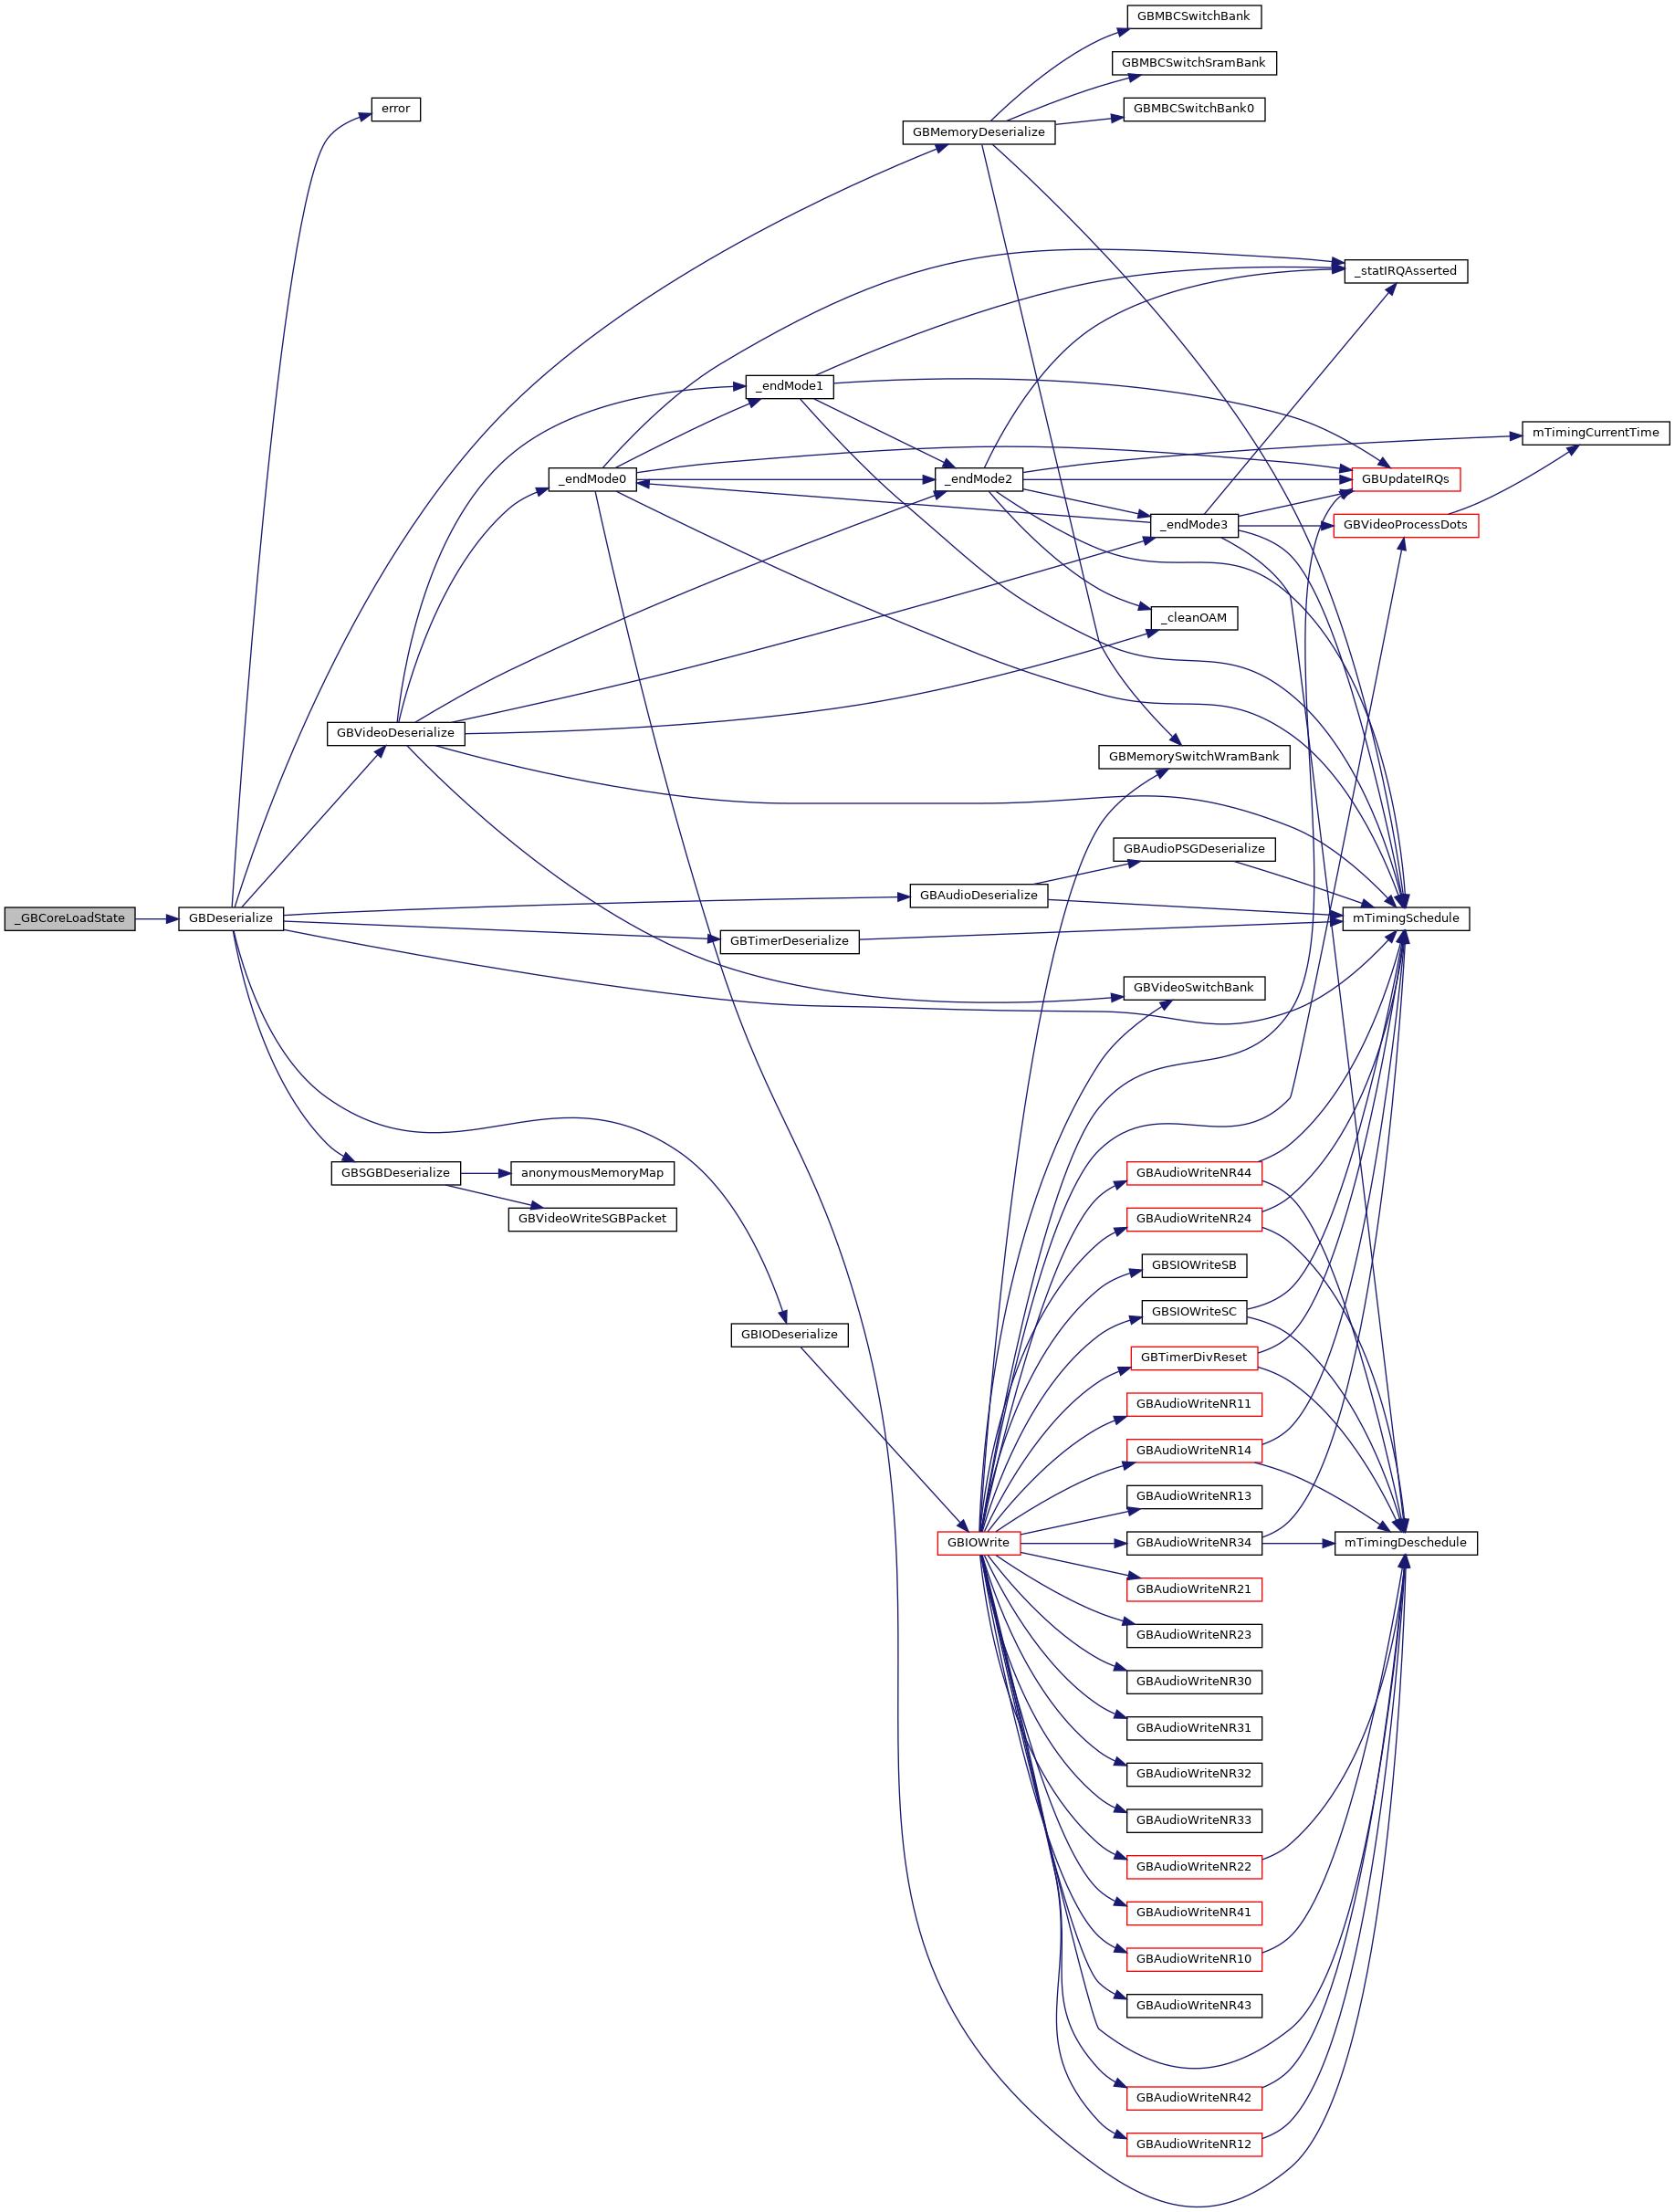 GBMBCSwitchBank
GBMBCSwitchSramBank
error
GBMBCSwitchBank0
GBMemoryDeserialize
_statIRQAsserted
_endMode1
mTimingCurrentTime
_endMode0
_endMode2
GBUpdateIRQs
_endMode3
GBVideoProcessDots
_cleanOAM
GBVideoDeserialize
GBMemorySwitchWramBank
GBAudioPSGDeserialize
GBAudioDeserialize
_GBCoreLoadState
GBDeserialize
mTimingSchedule
GBTimerDeserialize
GBVideoSwitchBank
GBSGBDeserialize
anonymousMemoryMap
GBAudioWriteNR44
GBVideoWriteSGBPacket
GBAudioWriteNR24
GBSIOWriteSB
GBSIOWriteSC
GBIODeserialize
GBTimerDivReset
GBAudioWriteNR11
GBAudioWriteNR14
GBAudioWriteNR13
GBIOWrite
GBAudioWriteNR34
mTimingDeschedule
GBAudioWriteNR21
GBAudioWriteNR23
GBAudioWriteNR30
GBAudioWriteNR31
GBAudioWriteNR32
GBAudioWriteNR33
GBAudioWriteNR22
GBAudioWriteNR41
GBAudioWriteNR10
GBAudioWriteNR43
GBAudioWriteNR42
GBAudioWriteNR12